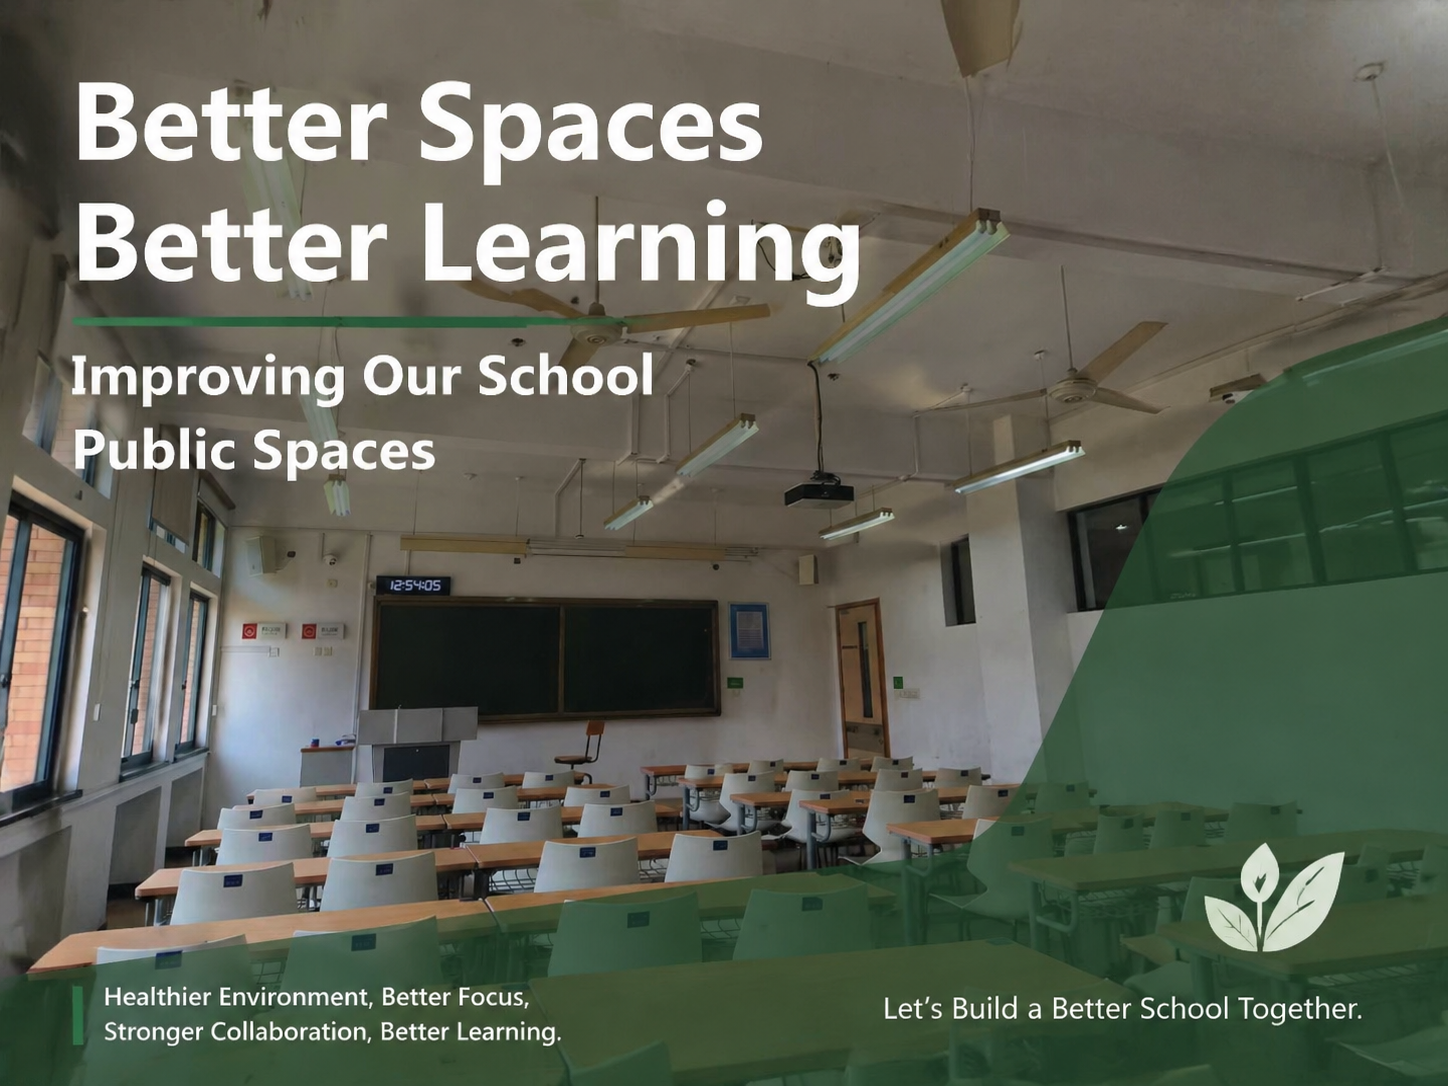 Better Spaces
Better Learning
Improving Our School
Public Spaces
12:54:05
Healthier Environment, Better Focus,
Stronger Collaboration, Better Learning.
Let's Build a Better School Together.